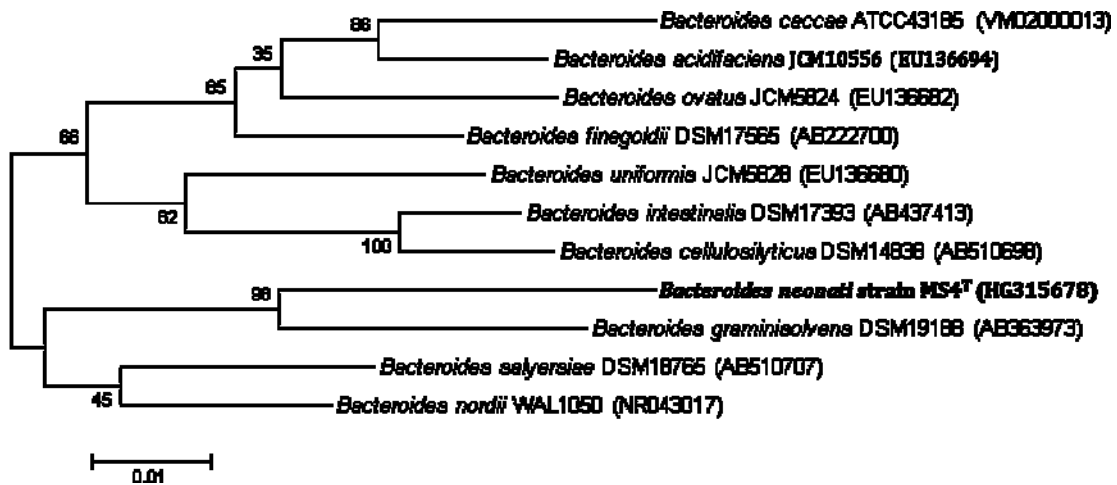 Bacteroides caccae ATCC43185 (VM02000013)
35
Bacteroides acidifaciens JCM10556 (EU136694)
65
Bacteroides ovatus JCM5824 (EU136682)
66
Bacteroides finegoldii DSM17565 (AB222700)
Bacteroides uniformis JCM5828 (EU136680)
62
Bacteroides intestinalis DSM17393 (AB437413)
100
Bacteroides cellulosilyticus DSM14838 (AB510698)
98
Bacteroides neonati strain MS4ᵀ (HG315678)
Bacteroides graminisolvens DSM19188 (AB363973)
Bacteroides salyersiae DSM18765 (AB510707)
45
Bacteroides nordii WAL1050 (NR043017)
0.01